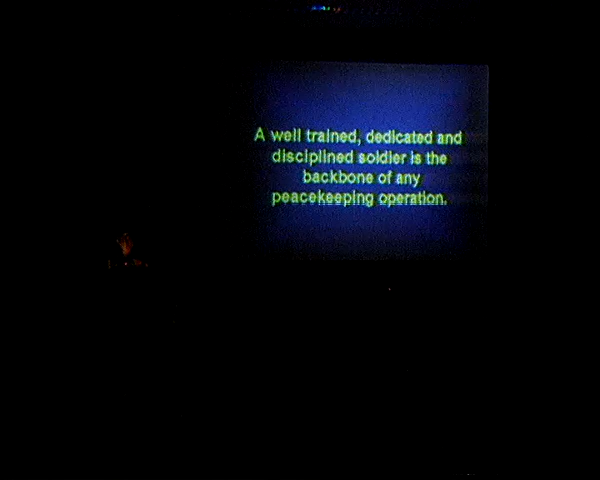 A well trained, dedicated and
disciplined soldier is the
backbone of any
peacekeeping operation.